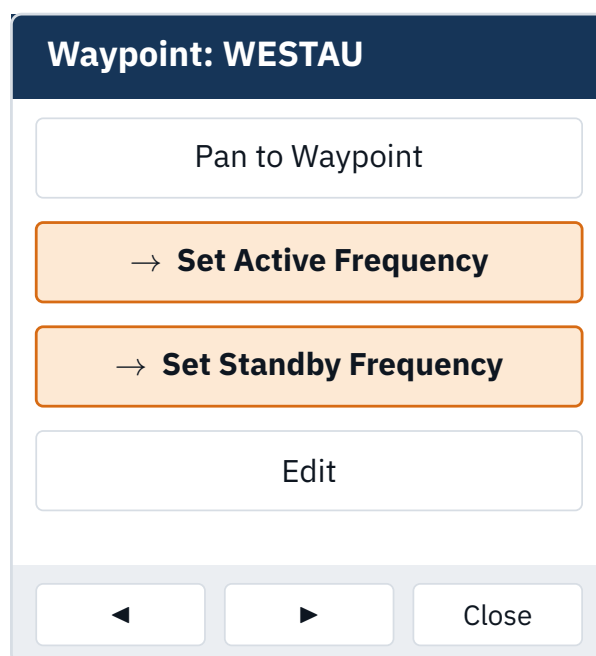 Waypoint: WESTAU
Pan to Waypoint
→ Set Active Frequency
→ Set Standby Frequency
Edit
◄ ► Close